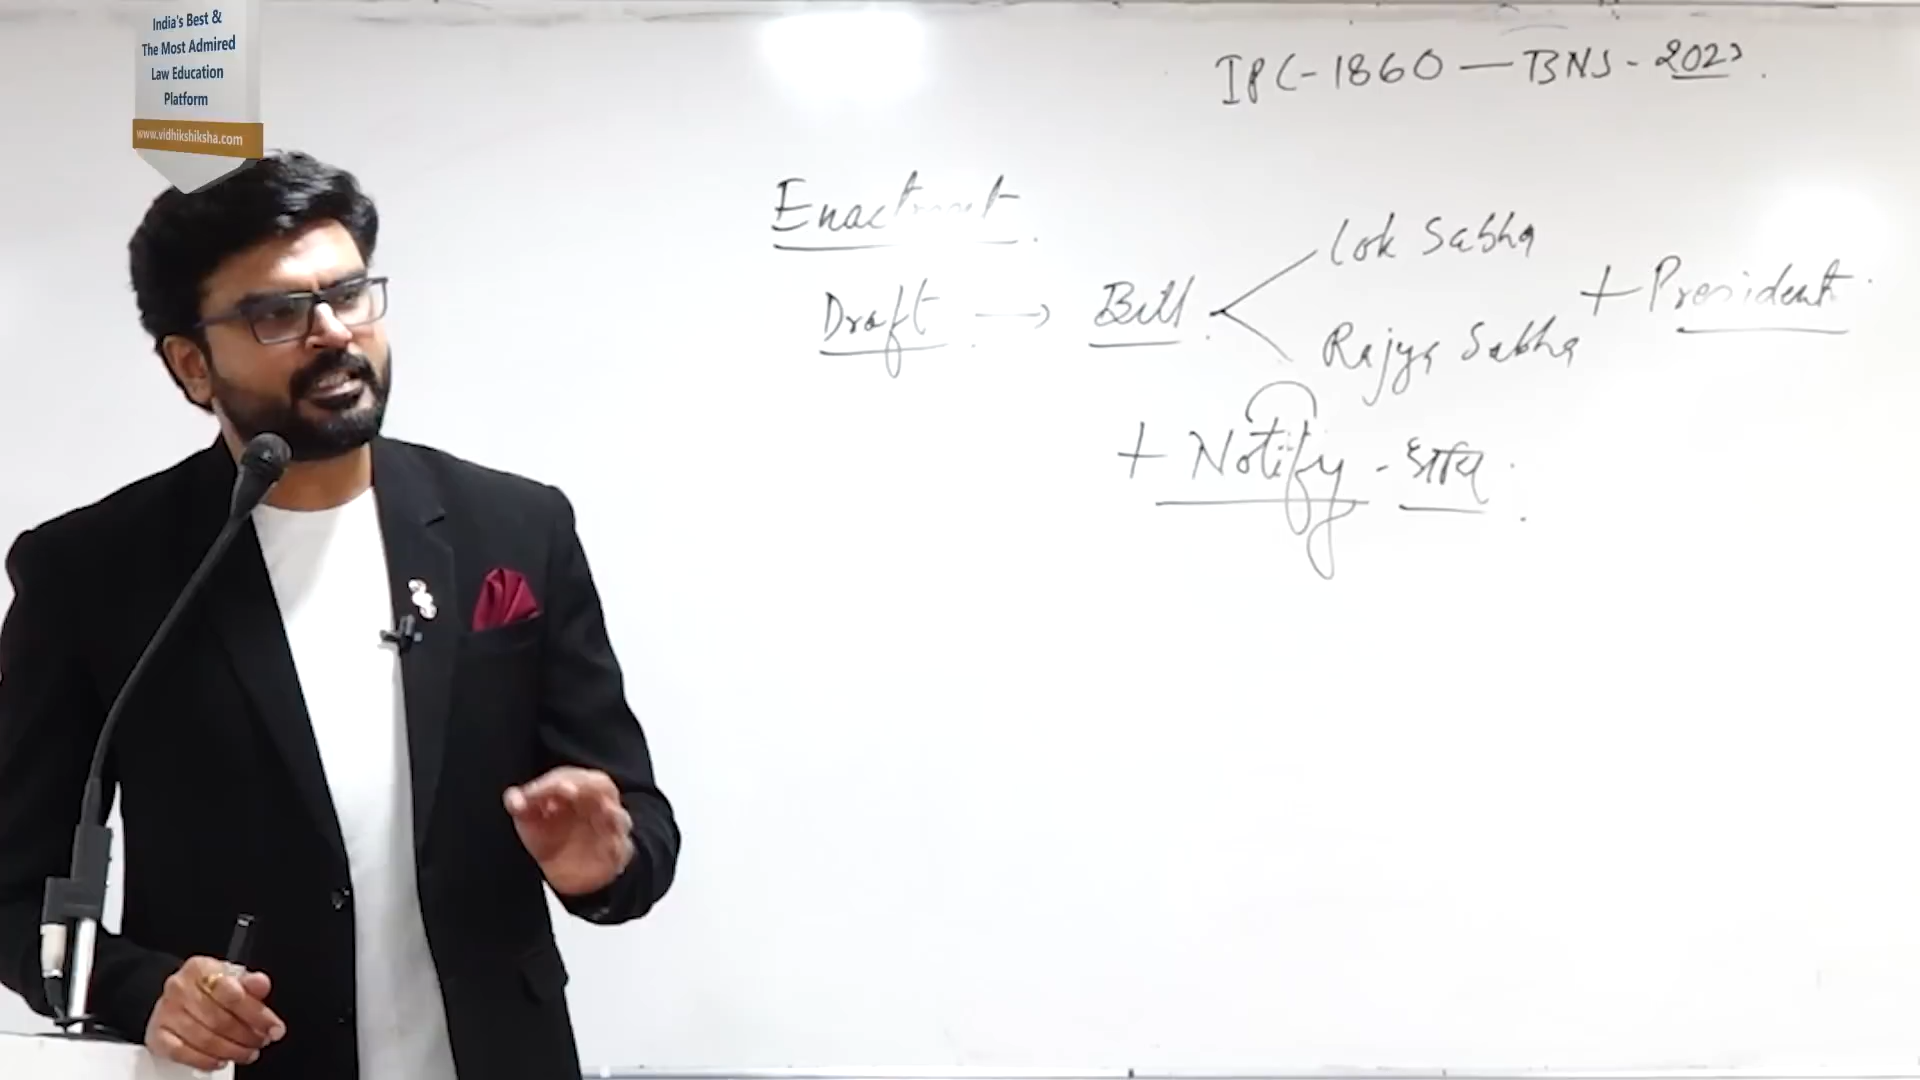 India's Best &
The Most Admired
Law Education
Platform
www.vidhikshiksha.com
IPC-1860 — BNS - 2023.
Enactment.
Draft → Bill.
Lok Sabha
Rajya Sabha
+ President.
+ Notify -